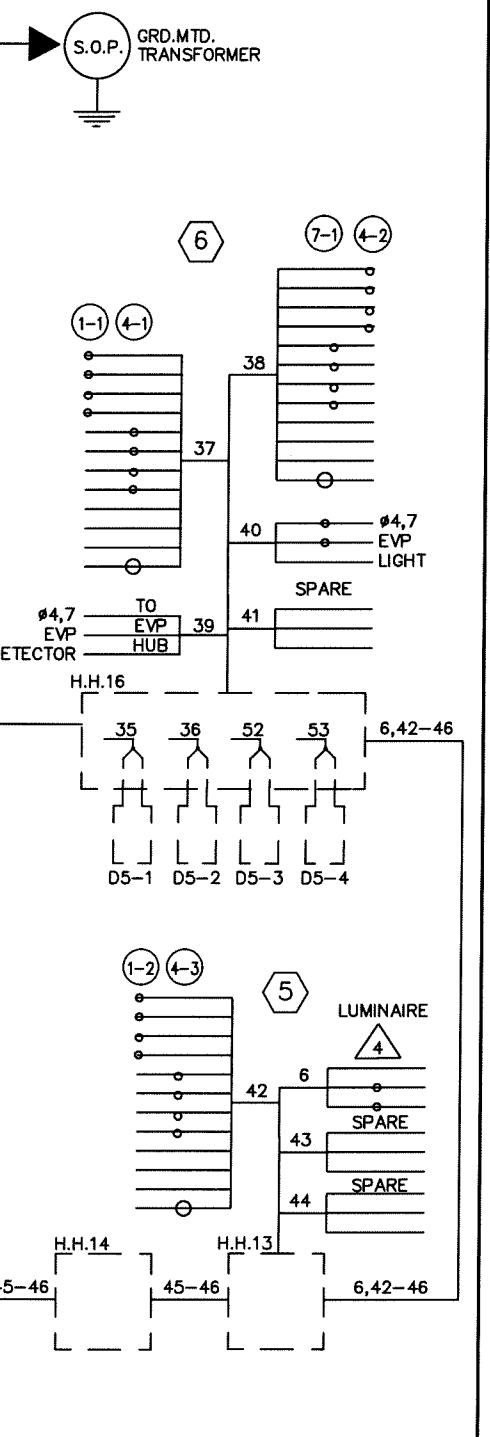 S.O.P.
GRD.MTD.
TRANSFORMER
6
7-1 4-2
1-1 4-1
38
37
40
ø4,7
EVP
LIGHT
SPARE
41
ø4,7 TO
EVP EVP 39
ETECTOR HUB
H.H.16
35 36 52 53
6,42-46
D5-1 D5-2 D5-3 D5-4
1-2 4-3
5
LUMINAIRE
4
42
6
SPARE
43
SPARE
44
H.H.14
H.H.13
5-46
45-46
6,42-46